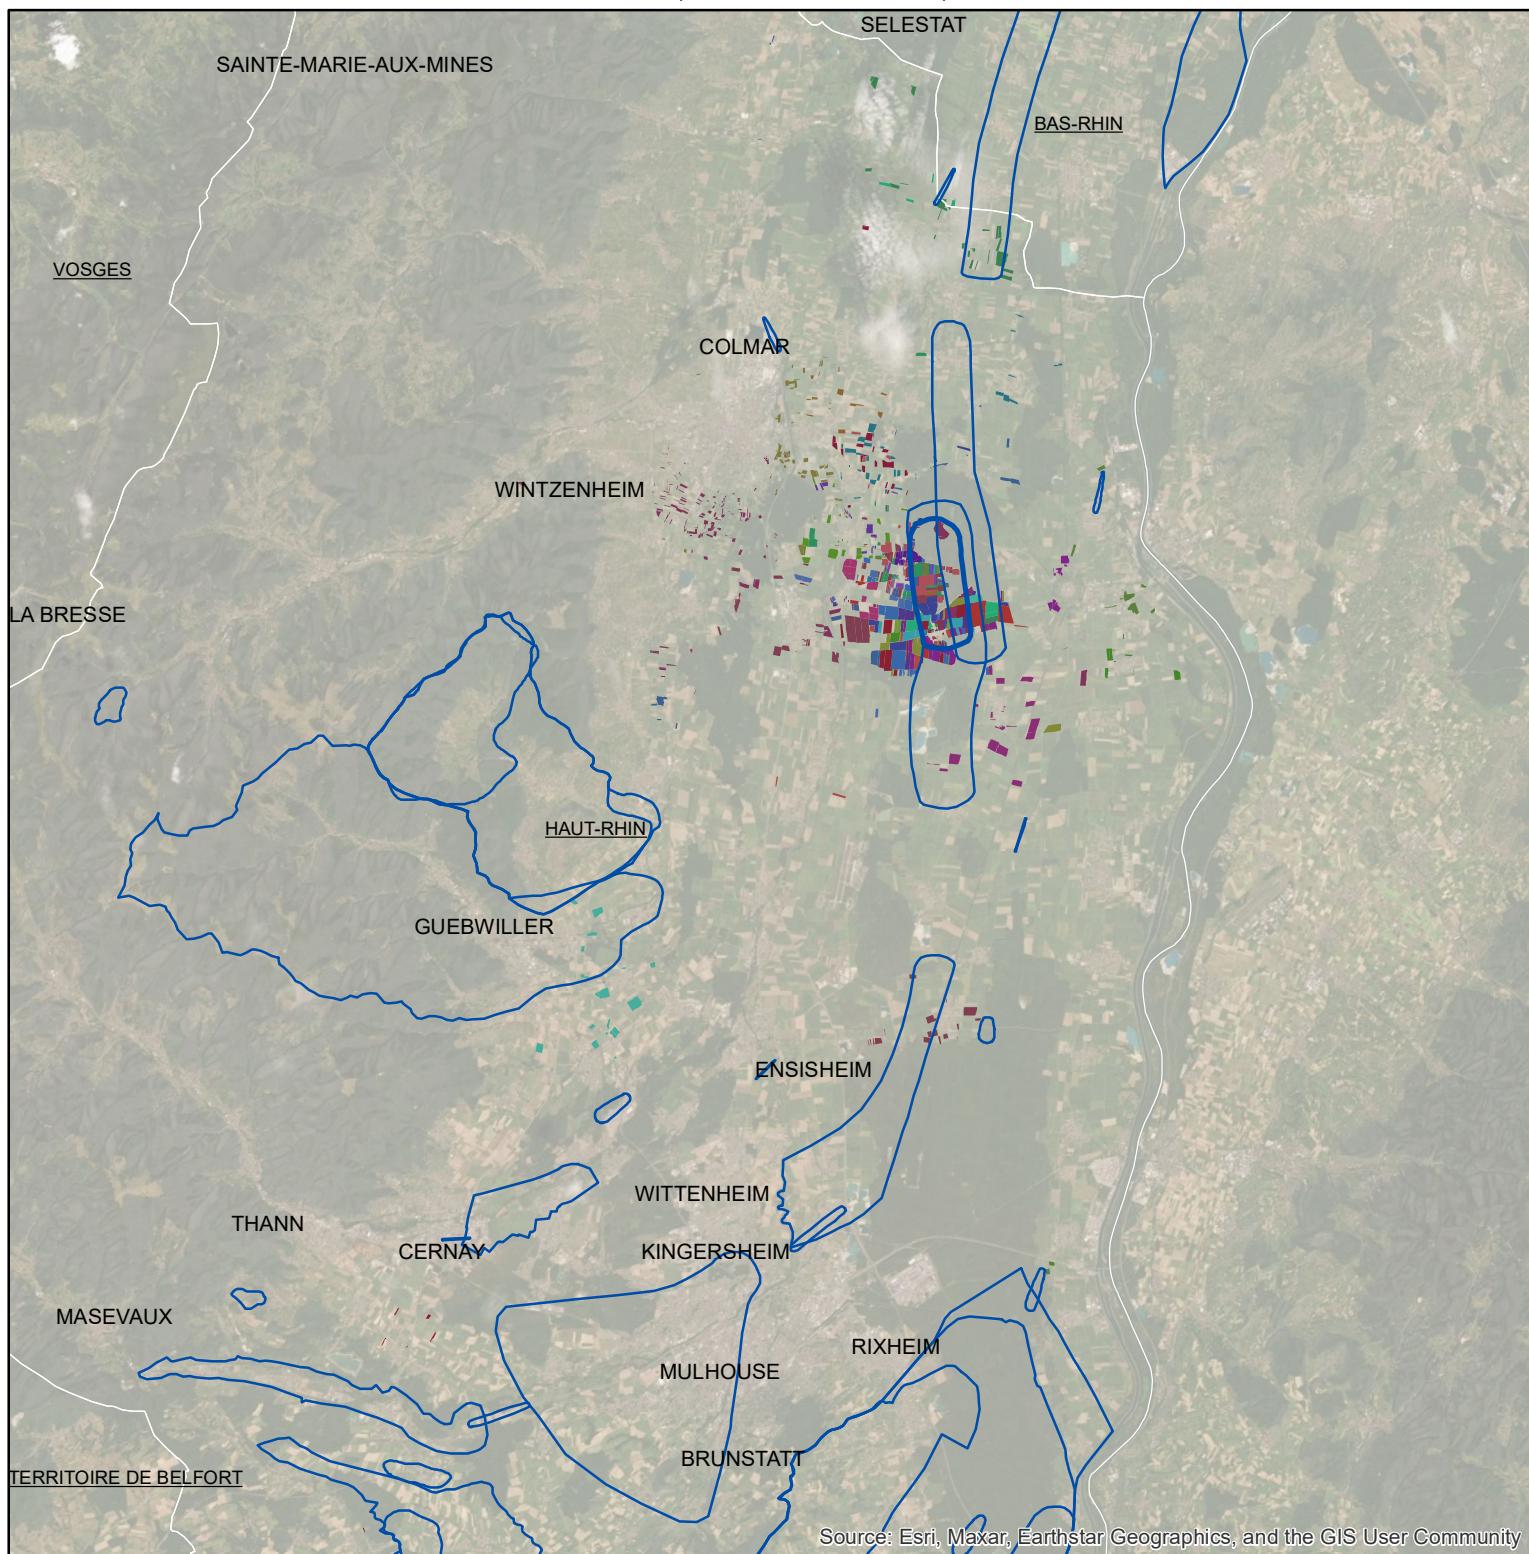 SELESTAT
SAINTE-MARIE-AUX-MINES
BAS-RHIN
VOSGES
COLMAR
WINTZENHEIM
LA BRESSE
HAUT-RHIN
GUEBWILLER
ENSISHEIM
WITTENHEIM
THANN
CERNAY
KINGERSHEIM
MASEVAUX
RIXHEIM
MULHOUSE
BRUNSTATT
TERRITOIRE DE BELFORT
Source: Esri, Maxar, Earthstar Geographics, and the GIS User Community